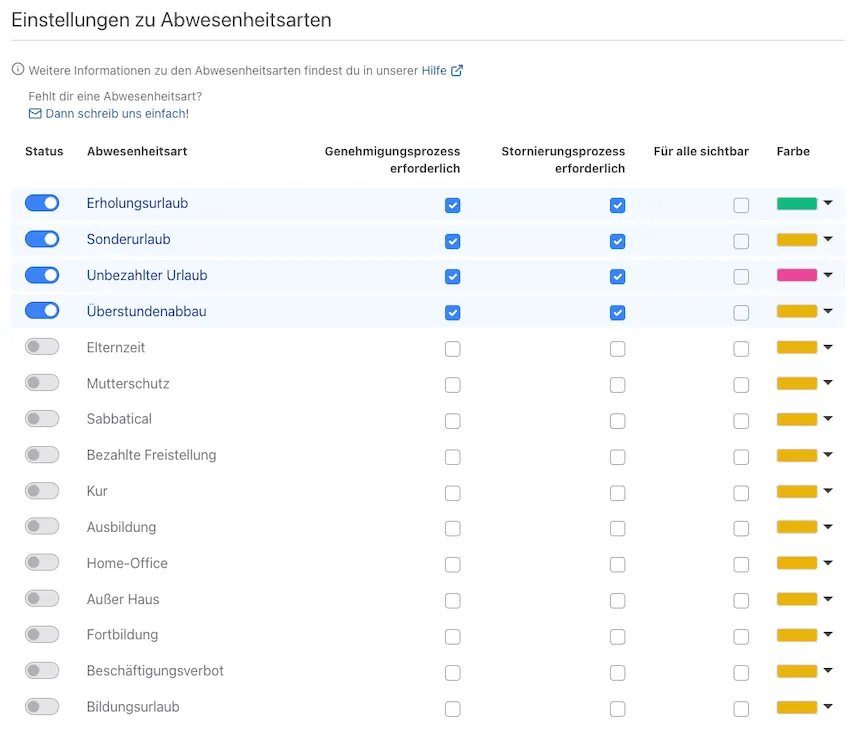 Einstellungen zu Abwesenheitsarten
Weitere Informationen zu den Abwesenheitsarten findest du in unserer Hilfe
Fehlt dir eine Abwesenheitsart?
Dann schreib uns einfach!
Status Abwesenheitsart Genehmigungsprozess erforderlich Stornierungsprozess erforderlich Für alle sichtbar Farbe
Erholungsurlaub
Sonderurlaub
Unbezahlter Urlaub
Überstundenabbau
Elternzeit
Mutterschutz
Sabbatical
Bezahlte Freistellung
Kur
Ausbildung
Home-Office
Außer Haus
Fortbildung
Beschäftigungsverbot
Bildungsurlaub